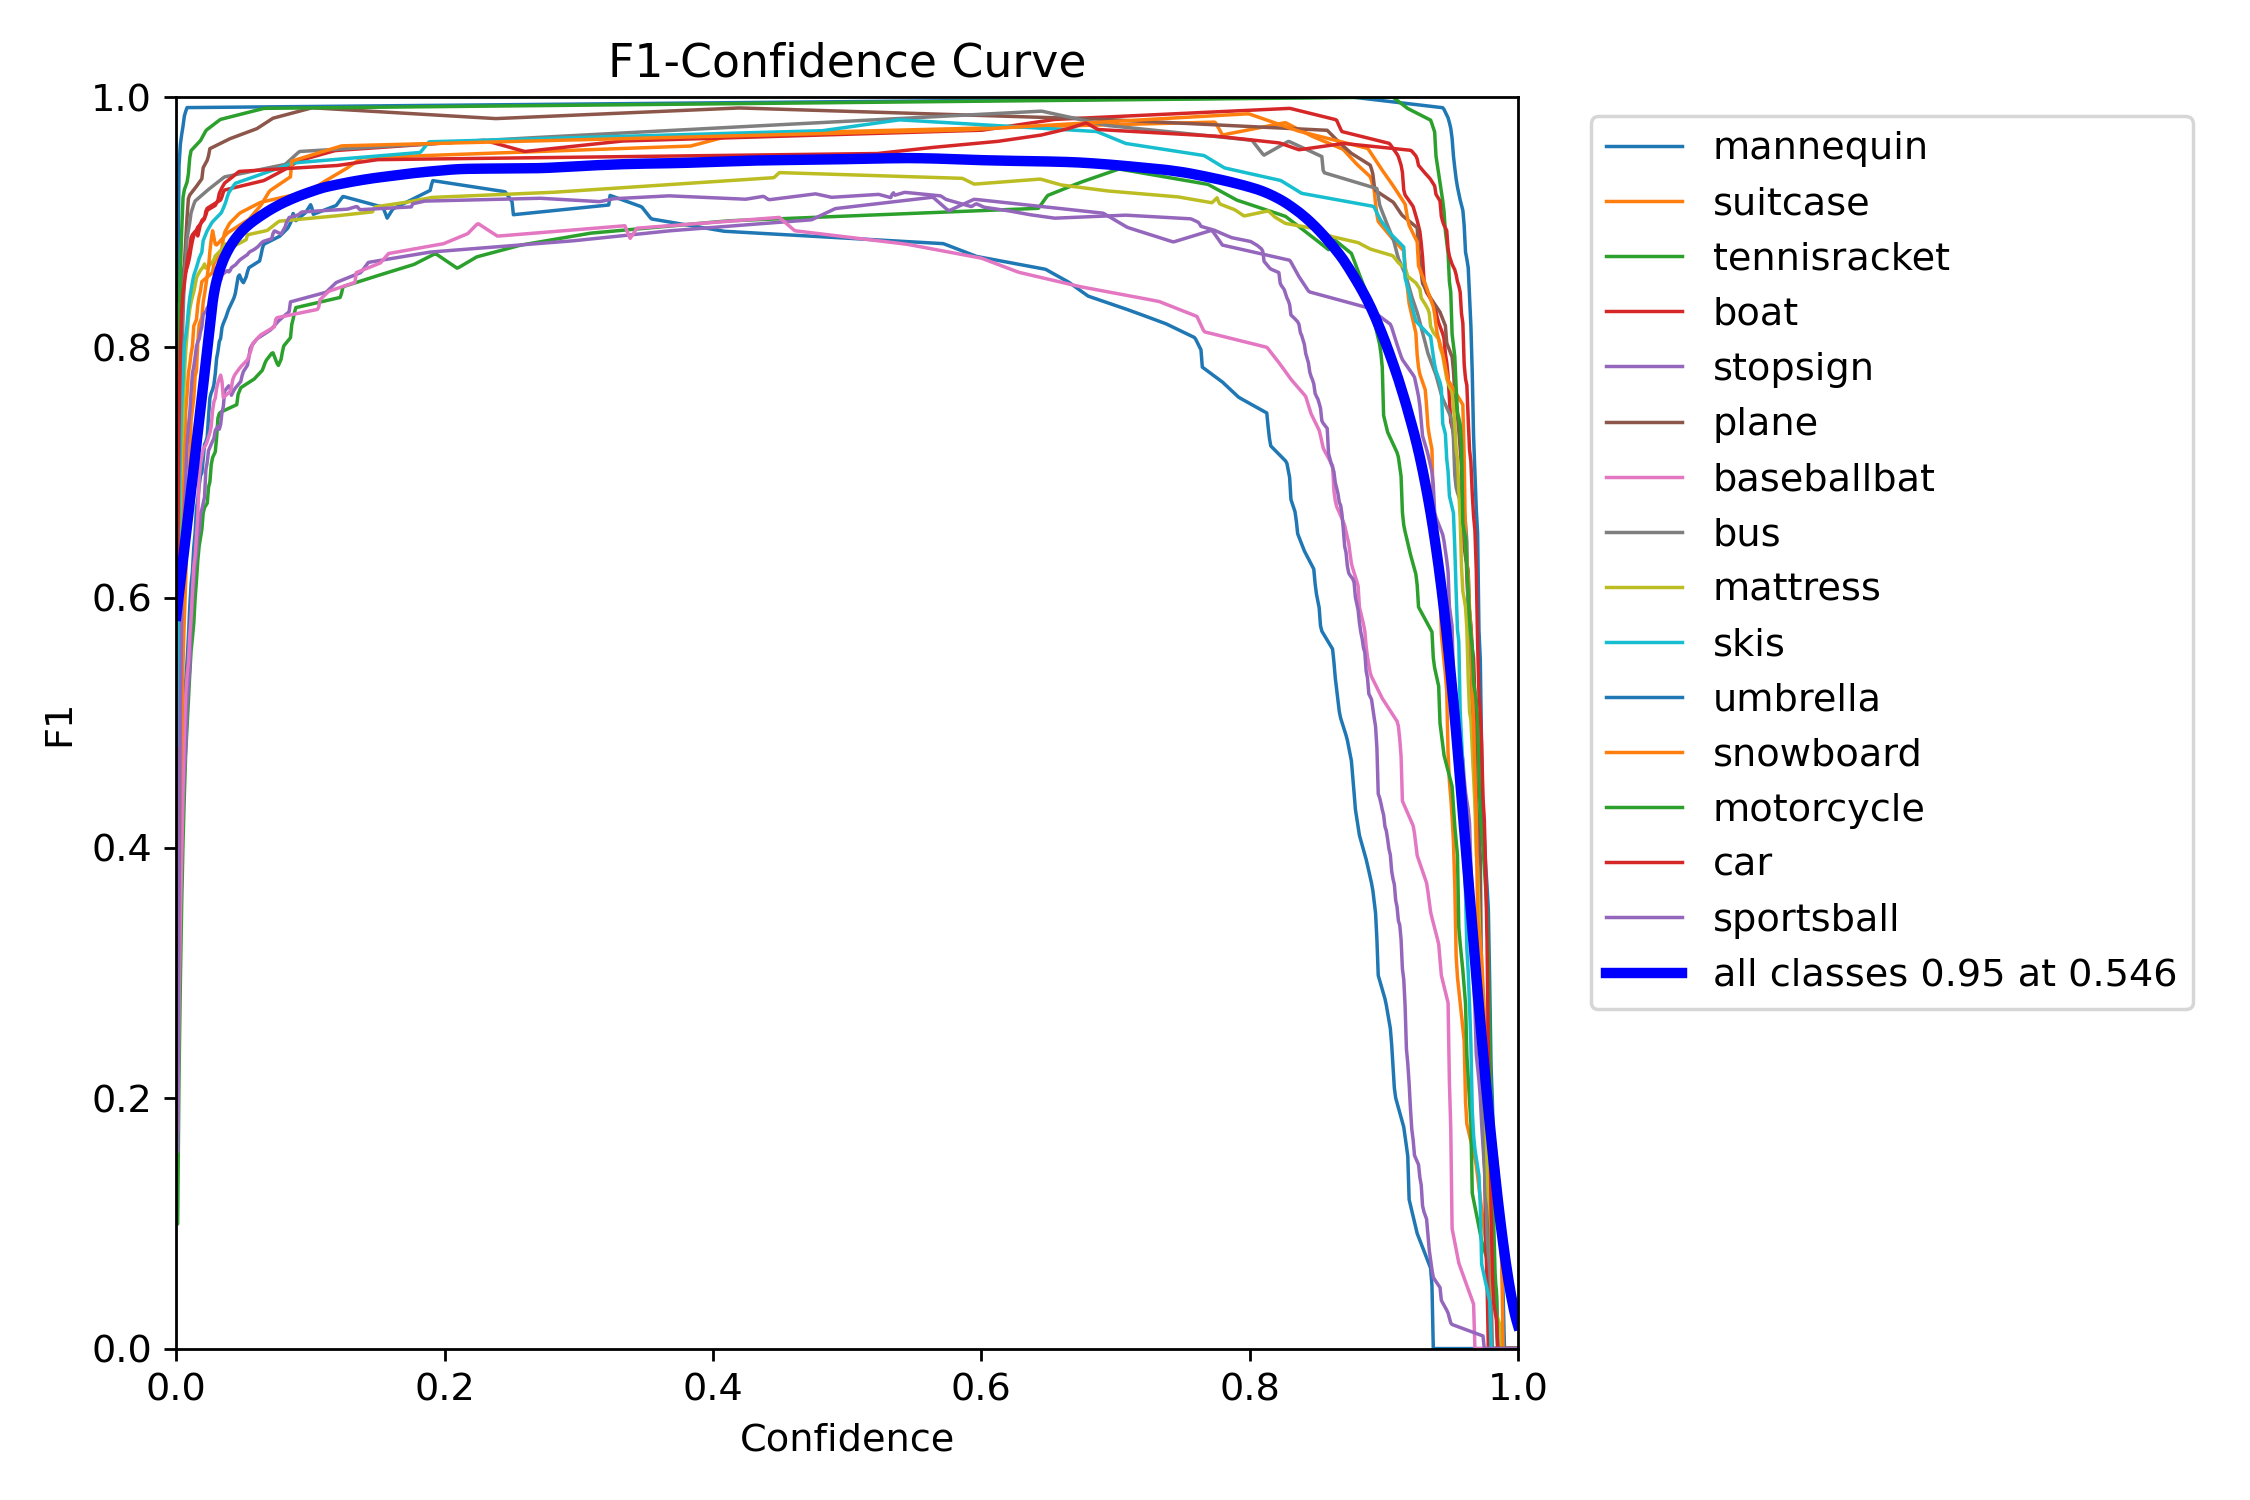 F1-Confidence Curve
1.0
0.8
0.6
0.4
0.2
0.0
F1
0.0 0.2 0.4 0.6 0.8 1.0
Confidence
mannequin
suitcase
tennisracket
boat
stopsign
plane
baseballbat
bus
mattress
skis
umbrella
snowboard
motorcycle
car
sportsball
all classes 0.95 at 0.546